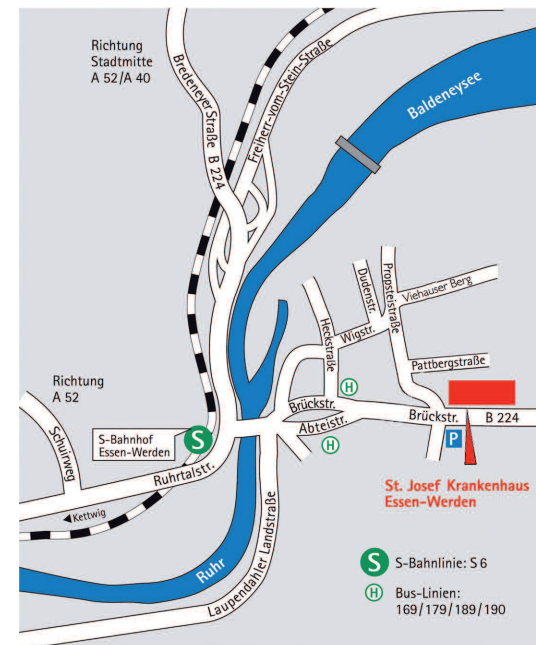 Richtung
Stadtmitte
A 52/A 40
Bredeneyer
Straße B 224
Freiherr-vom-Stein-Straße
Baldeneysee
Heckstraße
Dudenstr.
Propsteistraße
Viehauser Berg
Wigstr.
Pattbergstraße
Richtung
A 52
Schuirweg
S-Bahnhof
Essen-Werden
S
Ruhrtalstr.
Kettwig
Brückstr.
H
Abteistr.
H
Brückstr.
B 224
P
St. Josef Krankenhaus
Essen-Werden
Ruhr
Laupendahler Landstraße
S
S-Bahnlinie: S 6
H
Bus-Linien:
169/179/189/190